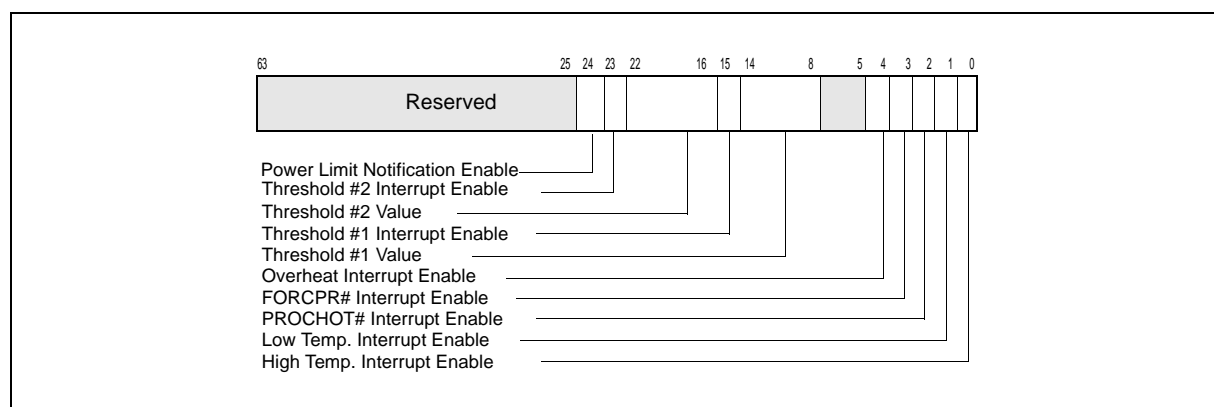 63 25 24 23 22 16 15 14 8 5 4 3 2 1 0
Reserved
Power Limit Notification Enable
Threshold #2 Interrupt Enable
Threshold #2 Value
Threshold #1 Interrupt Enable
Threshold #1 Value
Overheat Interrupt Enable
FORCPR# Interrupt Enable
PROCHOT# Interrupt Enable
Low Temp. Interrupt Enable
High Temp. Interrupt Enable